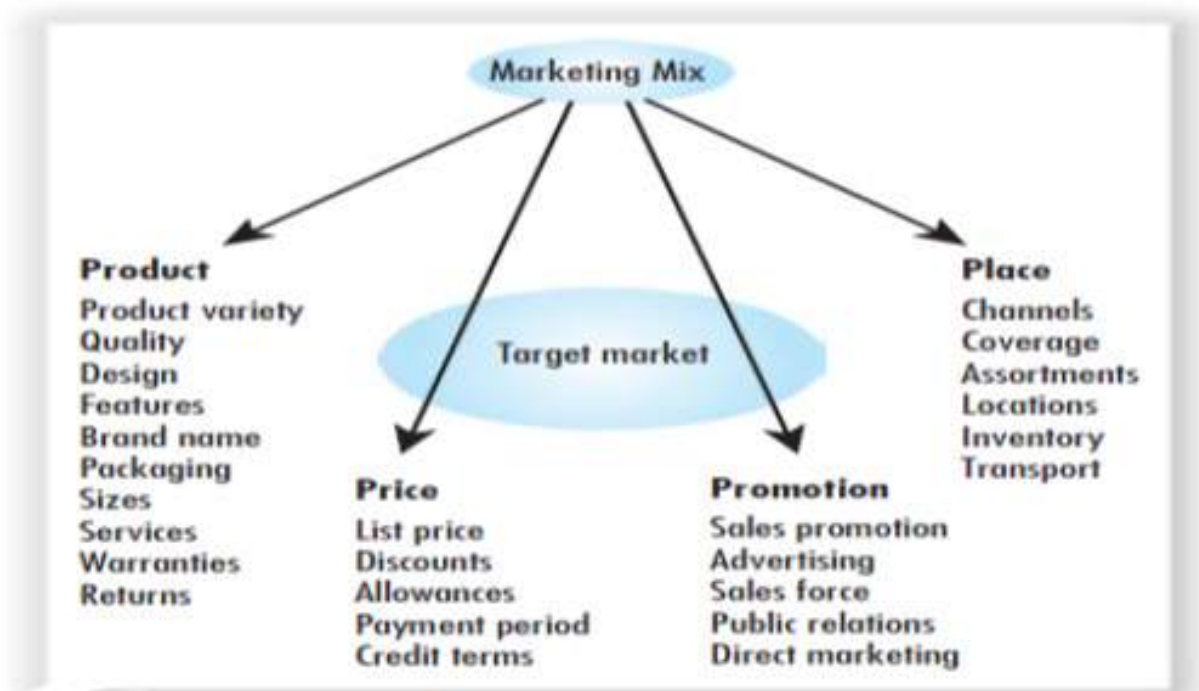 Marketing Mix
Product
Product variety
Quality
Design
Features
Brand name
Packaging
Sizes
Services
Warranties
Returns
Target market
Price
List price
Discounts
Allowances
Payment period
Credit terms
Promotion
Sales promotion
Advertising
Sales force
Public relations
Direct marketing
Place
Channels
Coverage
Assortments
Locations
Inventory
Transport